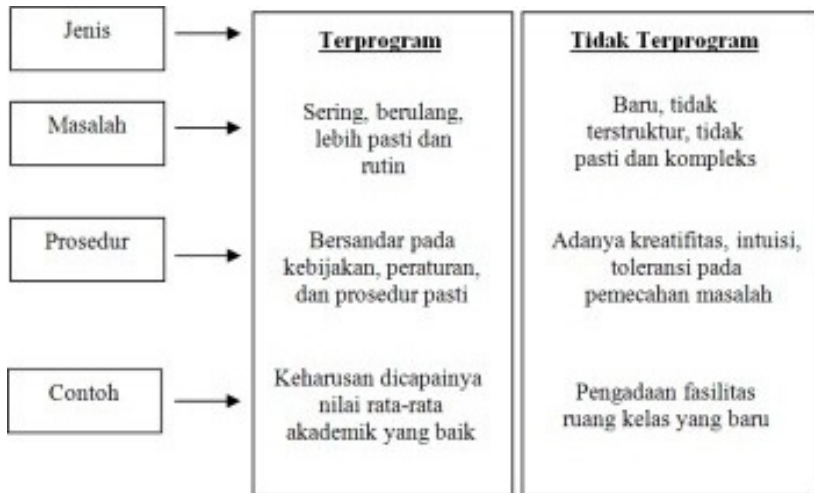 Jenis
Terprogram
Tidak Terprogram
Masalah
Sering, berulang,
lebih pasti dan
rutin
Baru, tidak
terstruktur, tidak
pasti dan kompleks
Prosedur
Bersandar pada
kebijakan, peraturan,
dan prosedur pasti
Adanya kreatifitas, intuisi,
toleransi pada
pemecahan masalah
Contoh
Keharusan dicapainya
nilai rata-rata
akademik yang baik
Pengadaan fasilitas
ruang kelas yang baru